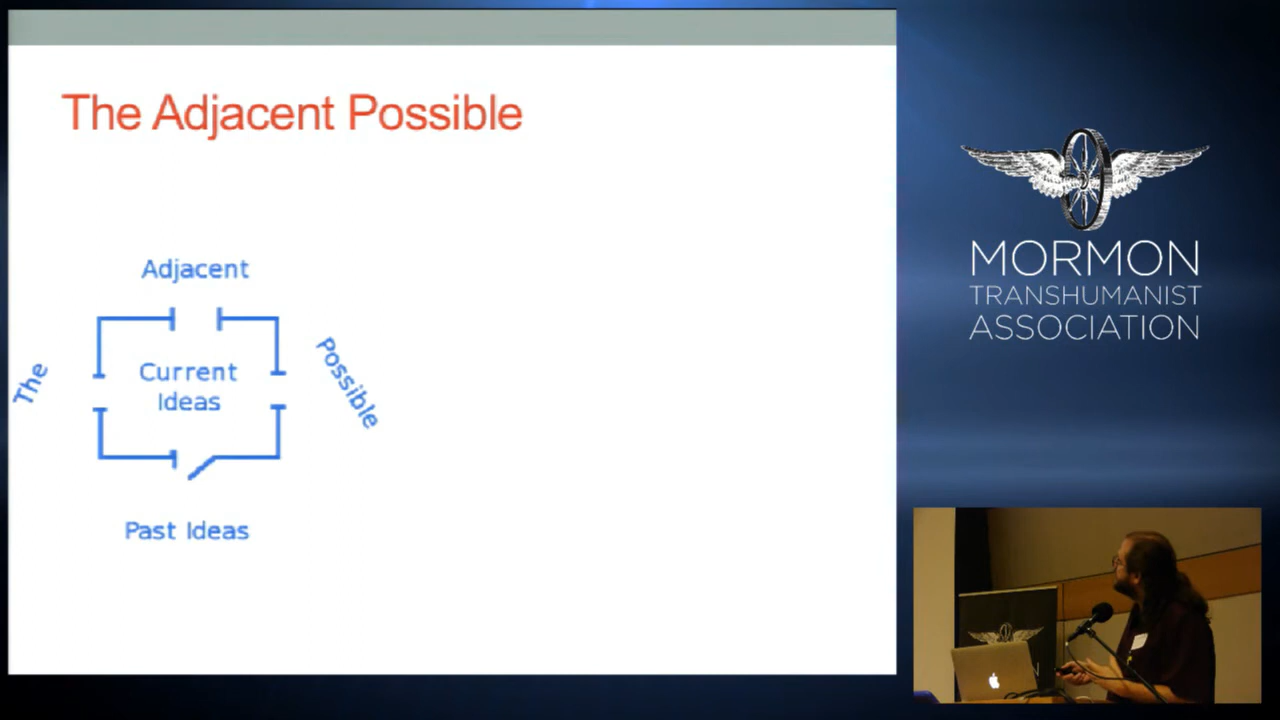 The Adjacent Possible
Adjacent
The
Current
Ideas
Possible
Past Ideas
MORMON
TRANSHUMANIST
ASSOCIATION